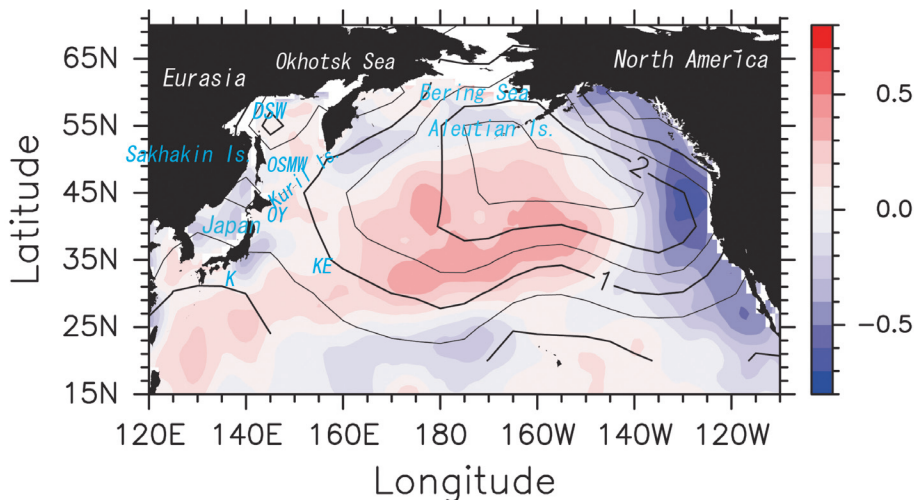 65N
55N
45N
35N
25N
15N
Latitude
120E
140E
160E
180
160W
140W
120W
Longitude
Eurasia
Okhotsk Sea
North America
Bering Sea
DSW
Aleutian Is.
Sakhakin Is.
OSMW
Kuril Is.
OY
Japan
KE
K
2
1
0.5
0.0
−0.5